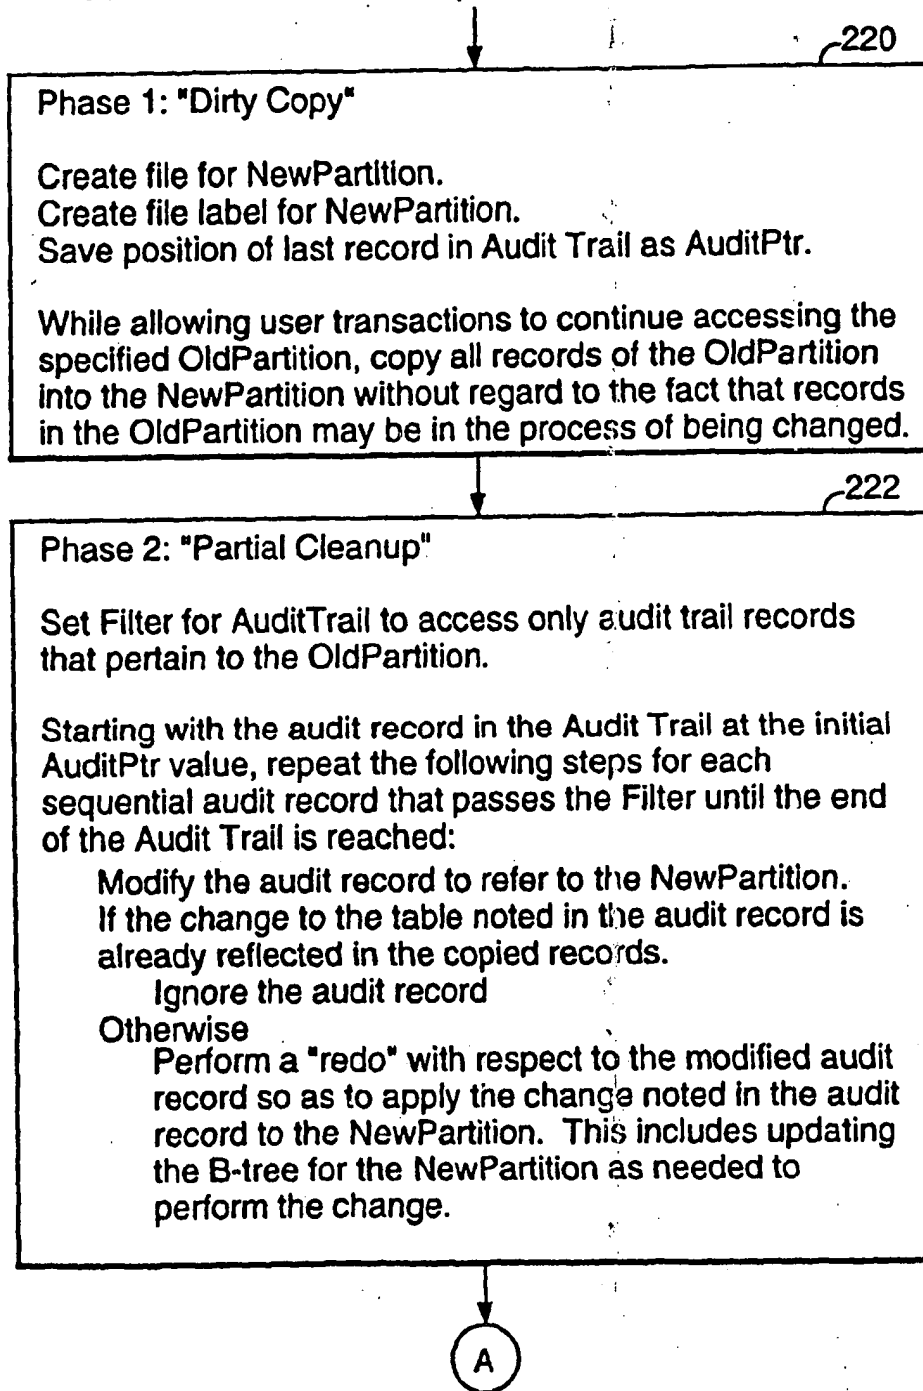 220
Phase 1: "Dirty Copy"
Create file for NewPartition.
Create file label for NewPartition.
Save position of last record in Audit Trail as AuditPtr.
While allowing user transactions to continue accessing the
specified OldPartition, copy all records of the OldPartition
into the NewPartition without regard to the fact that records
in the OldPartition may be in the process of being changed.
222
Phase 2: "Partial Cleanup"
Set Filter for AuditTrail to access only audit trail records
that pertain to the OldPartition.
Starting with the audit record in the Audit Trail at the initial
AuditPtr value, repeat the following steps for each
sequential audit record that passes the Filter until the end
of the Audit Trail is reached:
Modify the audit record to refer to the NewPartition.
If the change to the table noted in the audit record is
already reflected in the copied records.
Ignore the audit record
Otherwise
Perform a "redo" with respect to the modified audit
record so as to apply the change noted in the audit
record to the NewPartition. This includes updating
the B-tree for the NewPartition as needed to
perform the change.
A